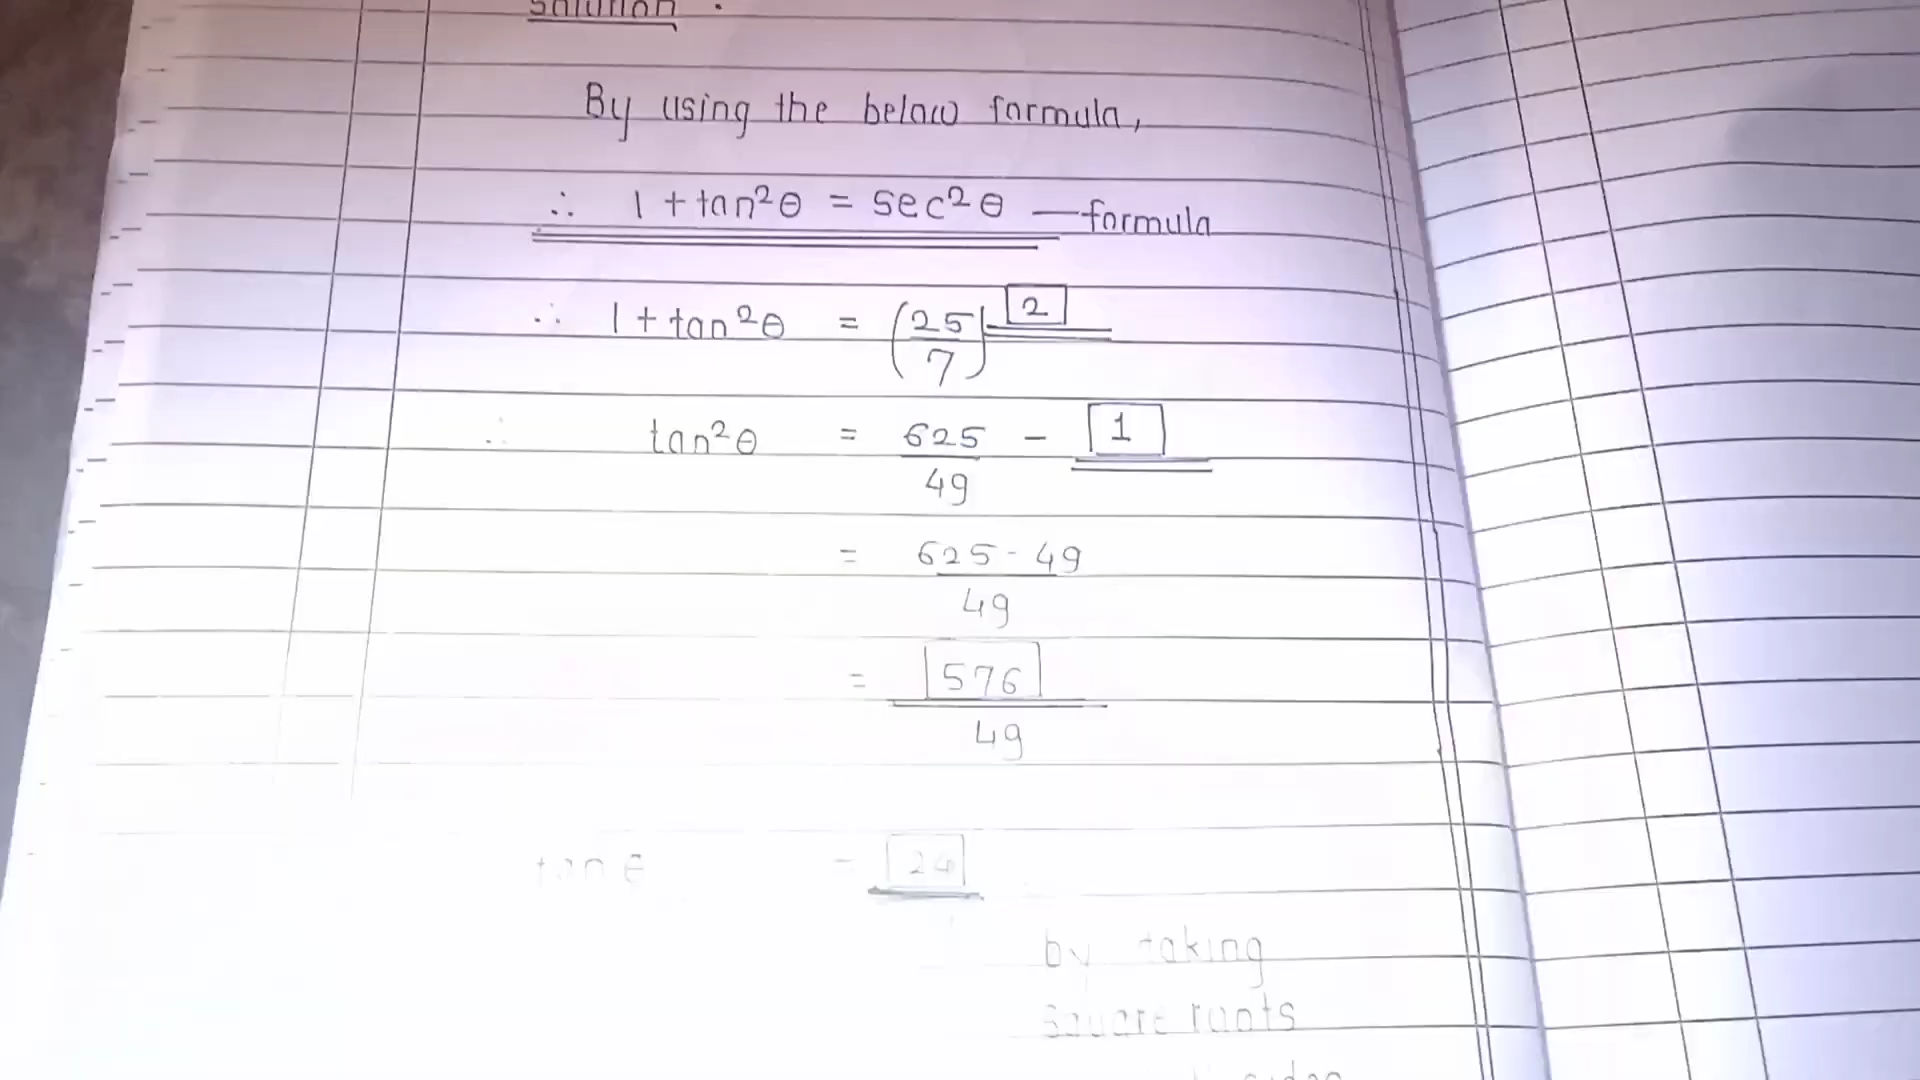 Solution .
By using the below formula,
∴ 1 + tan²θ = sec²θ — formula
∴ 1 + tan²θ = (25/7)^2
∴ tan²θ = 625/49 - 1
= 625 - 49/49
= 576/49
tan θ = 24
by taking
square roots